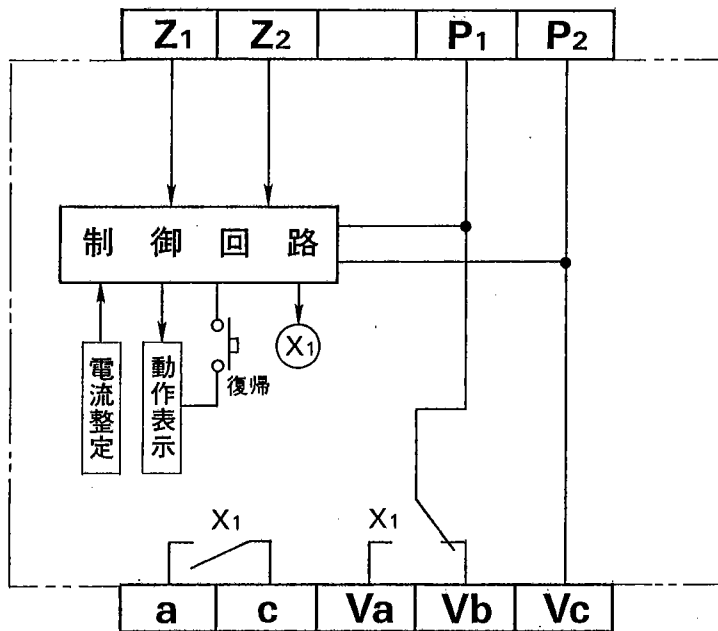 Z1 Z2 P1 P2
制御回路
X1
復帰
電流整定
動作表示
X1 X1
a c Va Vb Vc